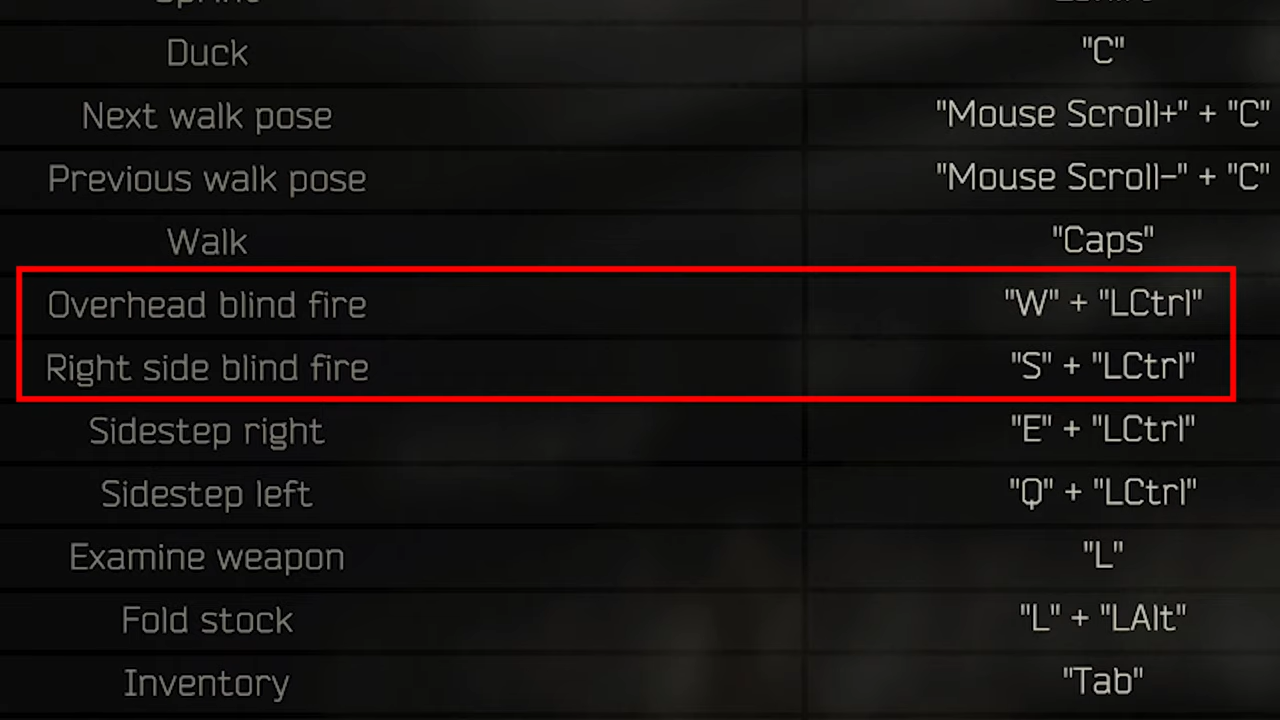 Duck "C"
Next walk pose "Mouse Scroll+" + "C"
Previous walk pose "Mouse Scroll-" + "C"
Walk "Caps"
Overhead blind fire "W" + "LCtrl"
Right side blind fire "S" + "LCtrl"
Sidestep right "E" + "LCtrl"
Sidestep left "Q" + "LCtrl"
Examine weapon "L"
Fold stock "L" + "LAlt"
Inventory "Tab"